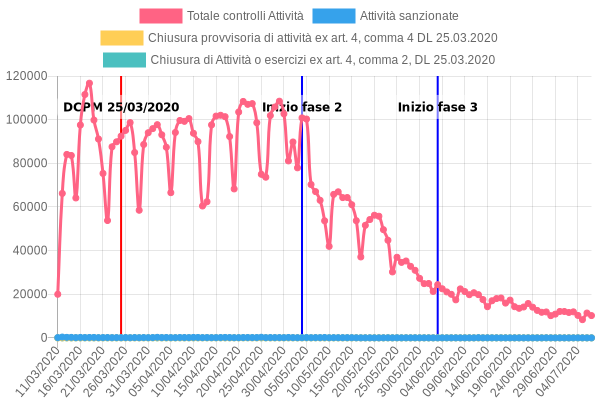 Totale controlli Attività Attività sanzionate
Chiusura provvisoria di attività ex art. 4, comma 4 DL 25.03.2020
Chiusura di Attività o esercizi ex art. 4, comma 2, DL 25.03.2020
120000
DCPM 25/03/2020 Inizio fase 2 Inizio fase 3
100000
80000
60000
40000
20000
0
11/03/2020 16/03/2020 21/03/2020 26/03/2020 31/03/2020 05/04/2020 10/04/2020 15/04/2020 20/04/2020 25/04/2020 30/04/2020 05/05/2020 10/05/2020 15/05/2020 20/05/2020 25/05/2020 30/05/2020 04/06/2020 09/06/2020 14/06/2020 19/06/2020 24/06/2020 29/06/2020 04/07/2020